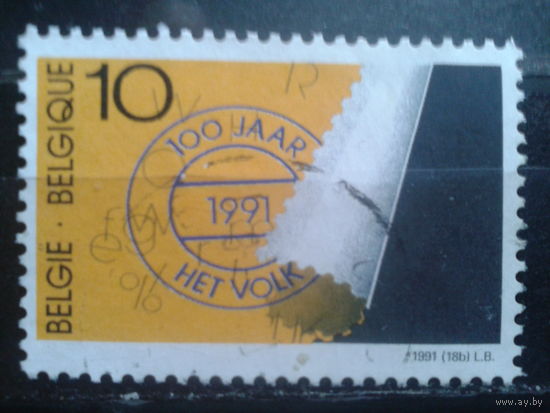 10
BELGIE · BELGIQUE
100 JAAR
1991
HET VOLK
1991 (18b) L.B.
www.ay.by